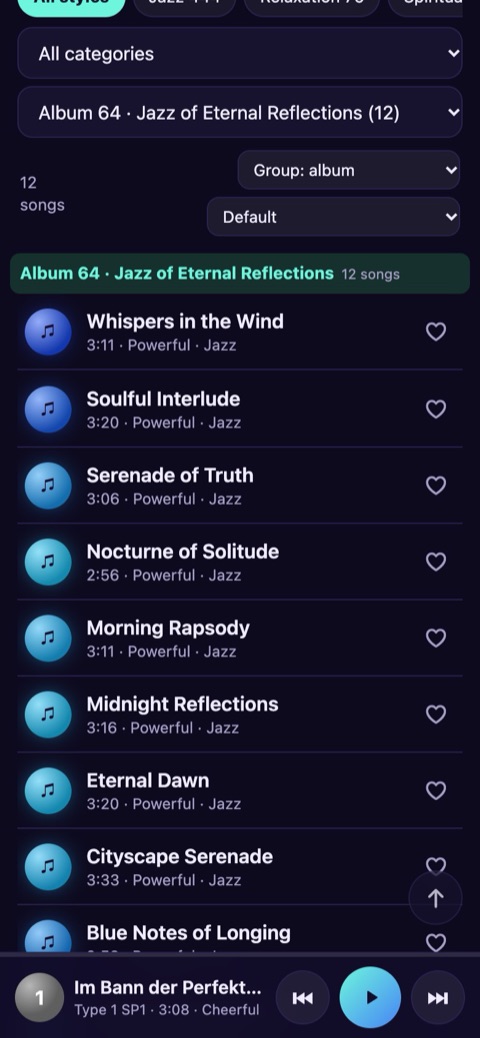 All styles
Jazz
Relaxation
All categories
Album 64 · Jazz of Eternal Reflections (12)
12
songs
Group: album
Default
Album 64 · Jazz of Eternal Reflections 12 songs
Whispers in the Wind
3:11 · Powerful · Jazz
Soulful Interlude
3:20 · Powerful · Jazz
Serenade of Truth
3:06 · Powerful · Jazz
Nocturne of Solitude
2:56 · Powerful · Jazz
Morning Rapsody
3:11 · Powerful · Jazz
Midnight Reflections
3:16 · Powerful · Jazz
Eternal Dawn
3:20 · Powerful · Jazz
Cityscape Serenade
3:33 · Powerful · Jazz
Blue Notes of Longing
1
Im Bann der Perfekt...
Type 1 SP1 · 3:08 · Cheerful